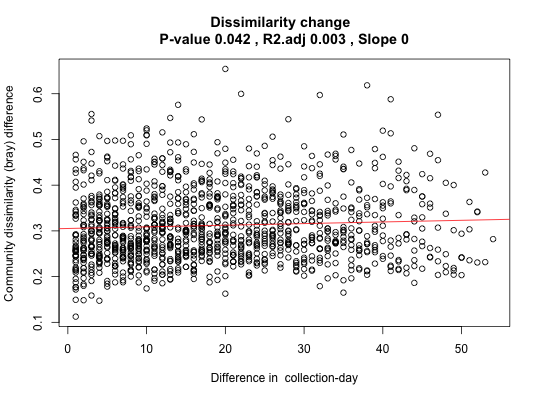 Dissimilarity change
P-value 0.042 , R2.adj 0.003 , Slope 0
Community dissimilarity (bray) difference
0.6
0.5
0.4
0.3
0.2
0.1
0 10 20 30 40 50
Difference in  collection-day